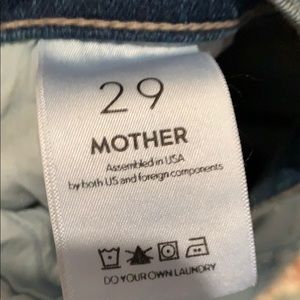 29
MOTHER
Assembled in USA
by both US and foreign components
DO YOUR OWN LAUNDRY